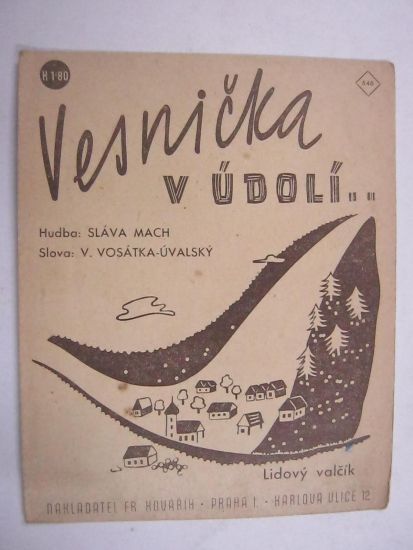 K 1·80
848
Vesnička
V ÚDOLÍ...
Hudba: SLÁVA MACH
Slova: V. VOSÁTKA-ÚVALSKÝ
Lidový valčík
NAKLADATEL FR. KOVAŘÍK · PRAHA I. · KARLOVA ULICE 12